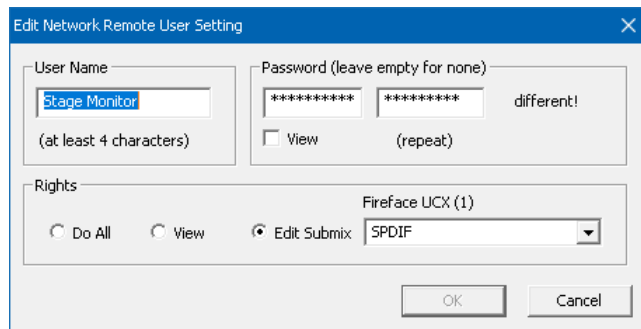 Edit Network Remote User Setting
User Name
Password (leave empty for none)
Stage Monitor
********** ********* different!
(at least 4 characters)
View
(repeat)
Rights
Fireface UCX (1)
Do All
View
Edit Submix
SPDIF
OK
Cancel